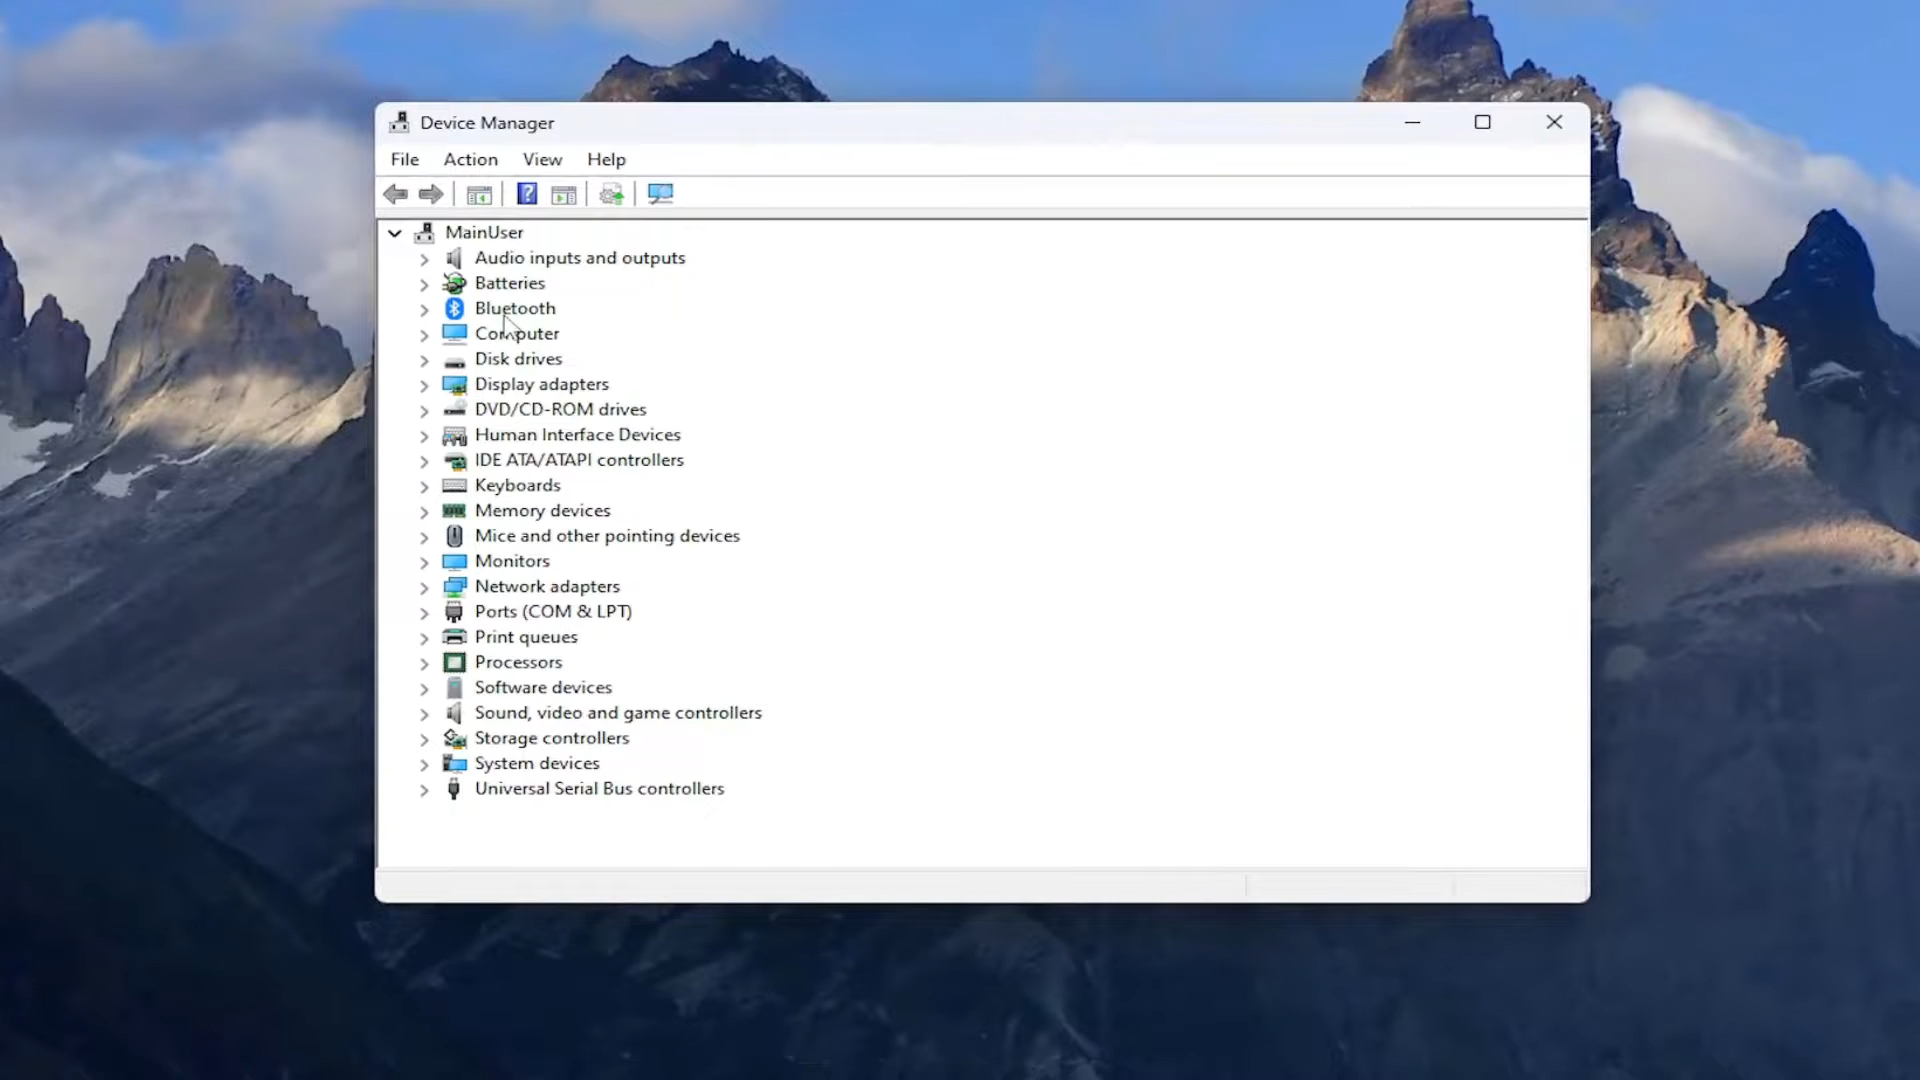 Device Manager
File Action View Help
MainUser
Audio inputs and outputs
Batteries
Bluetooth
Computer
Disk drives
Display adapters
DVD/CD-ROM drives
Human Interface Devices
IDE ATA/ATAPI controllers
Keyboards
Memory devices
Mice and other pointing devices
Monitors
Network adapters
Ports (COM & LPT)
Print queues
Processors
Software devices
Sound, video and game controllers
Storage controllers
System devices
Universal Serial Bus controllers